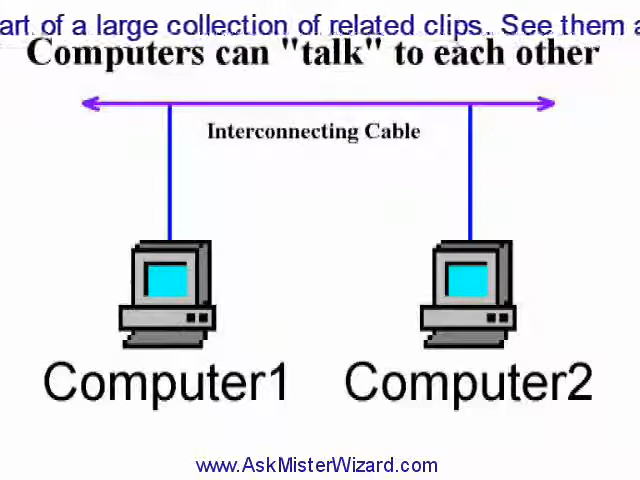 art of a large collection of related clips. See them a
Computers can "talk" to each other
Interconnecting Cable
Computer1 Computer2
www.AskMisterWizard.com